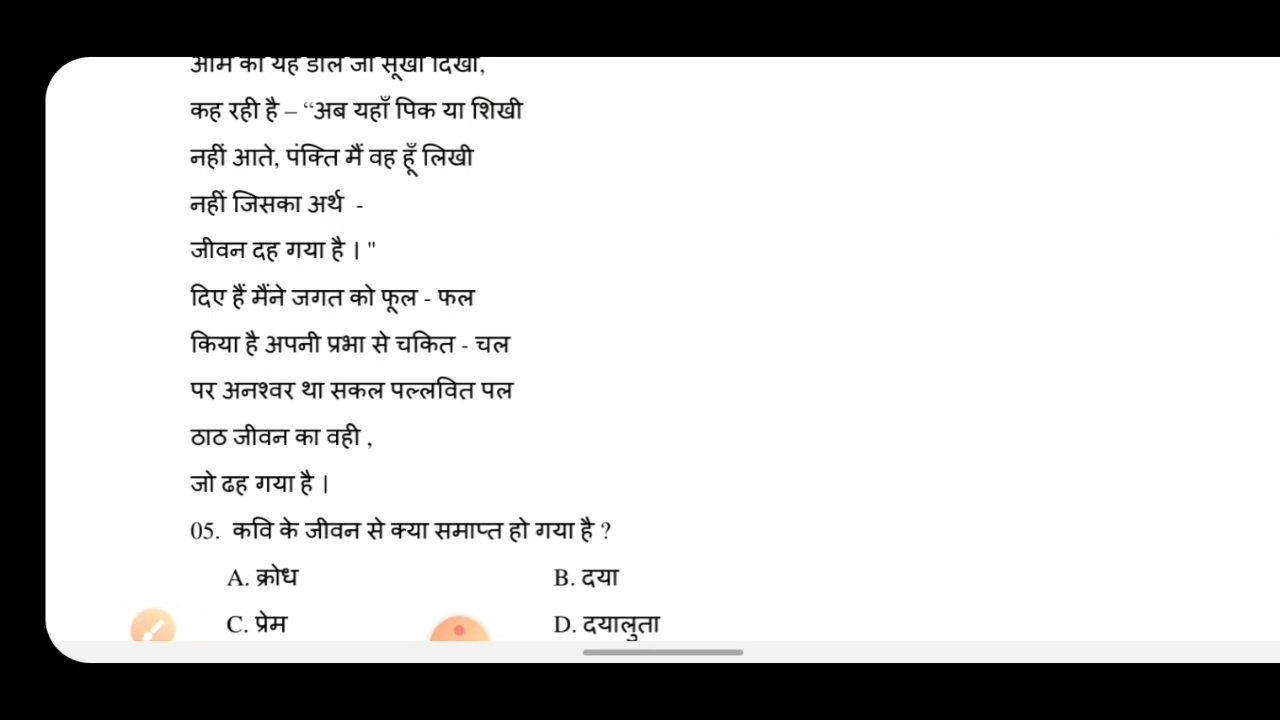 आम की यह डाल जो सूखी दिखी,
कह रही है – “अब यहाँ पिक या शिखी
नहीं आते, पंक्ति मैं वह हूँ लिखी
नहीं जिसका अर्थ -
जीवन दह गया है । "
दिए हैं मैंने जगत को फूल - फल
किया है अपनी प्रभा से चकित - चल
पर अनश्वर था सकल पल्लवित पल
ठाठ जीवन का वही ,
जो ढह गया है ।
05. कवि के जीवन से क्या समाप्त हो गया है ?
A. क्रोध B. दया
C. प्रेम D. दयालुता